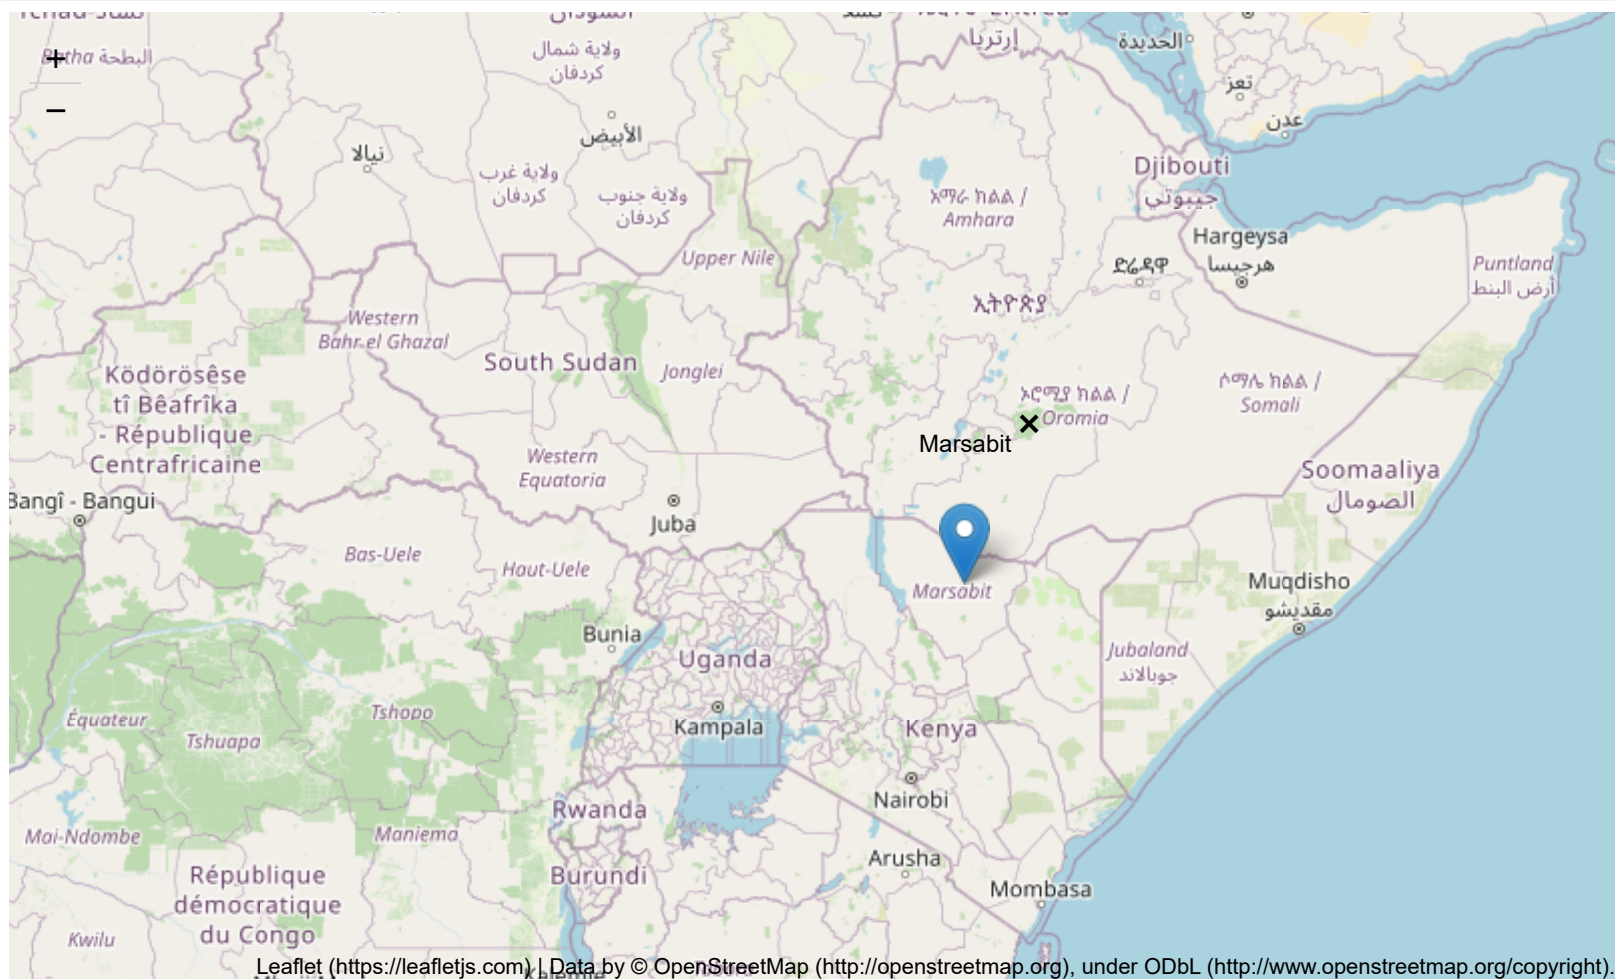 Batha البطحة
ولاية شمال
كردفان
إرتريا
الحديدة
تعز
عدن
+
−
الأبيض
نيالا
ولاية غرب
كردفان
ولاية جنوب
كردفان
አማራ ክልል /
Amhara
Djibouti
جيبوتي
Upper Nile
Hargeysa
هرجيسا
ድሬዳዋ
Puntland
أرض البنط
ኢትዮጵያ
Western
Bahr el Ghazal
South Sudan
Jonglei
Ködörösêse
tî Bêafrîka
- République
Centrafricaine
ኦሮሚያ ክልል /
Oromia
ሶማሌ ክልል /
Somali
Marsabit
Western
Equatoria
Soomaaliya
الصومال
Bangî - Bangui
Juba
Bas-Uele
Haut-Uele
Marsabit
Muqdisho
مقديشو
Bunia
Uganda
Jubaland
جوبالاند
Équateur
Tshopo
Tshuapa
Kampala
Kenya
Nairobi
Rwanda
Mai-Ndombe
Maniema
Arusha
Burundi
Mombasa
République
démocratique
du Congo
Kwilu
Kalemie
Leaflet (https://leafletjs.com) | Data by © OpenStreetMap (http://openstreetmap.org), under ODbL (http://www.openstreetmap.org/copyright).